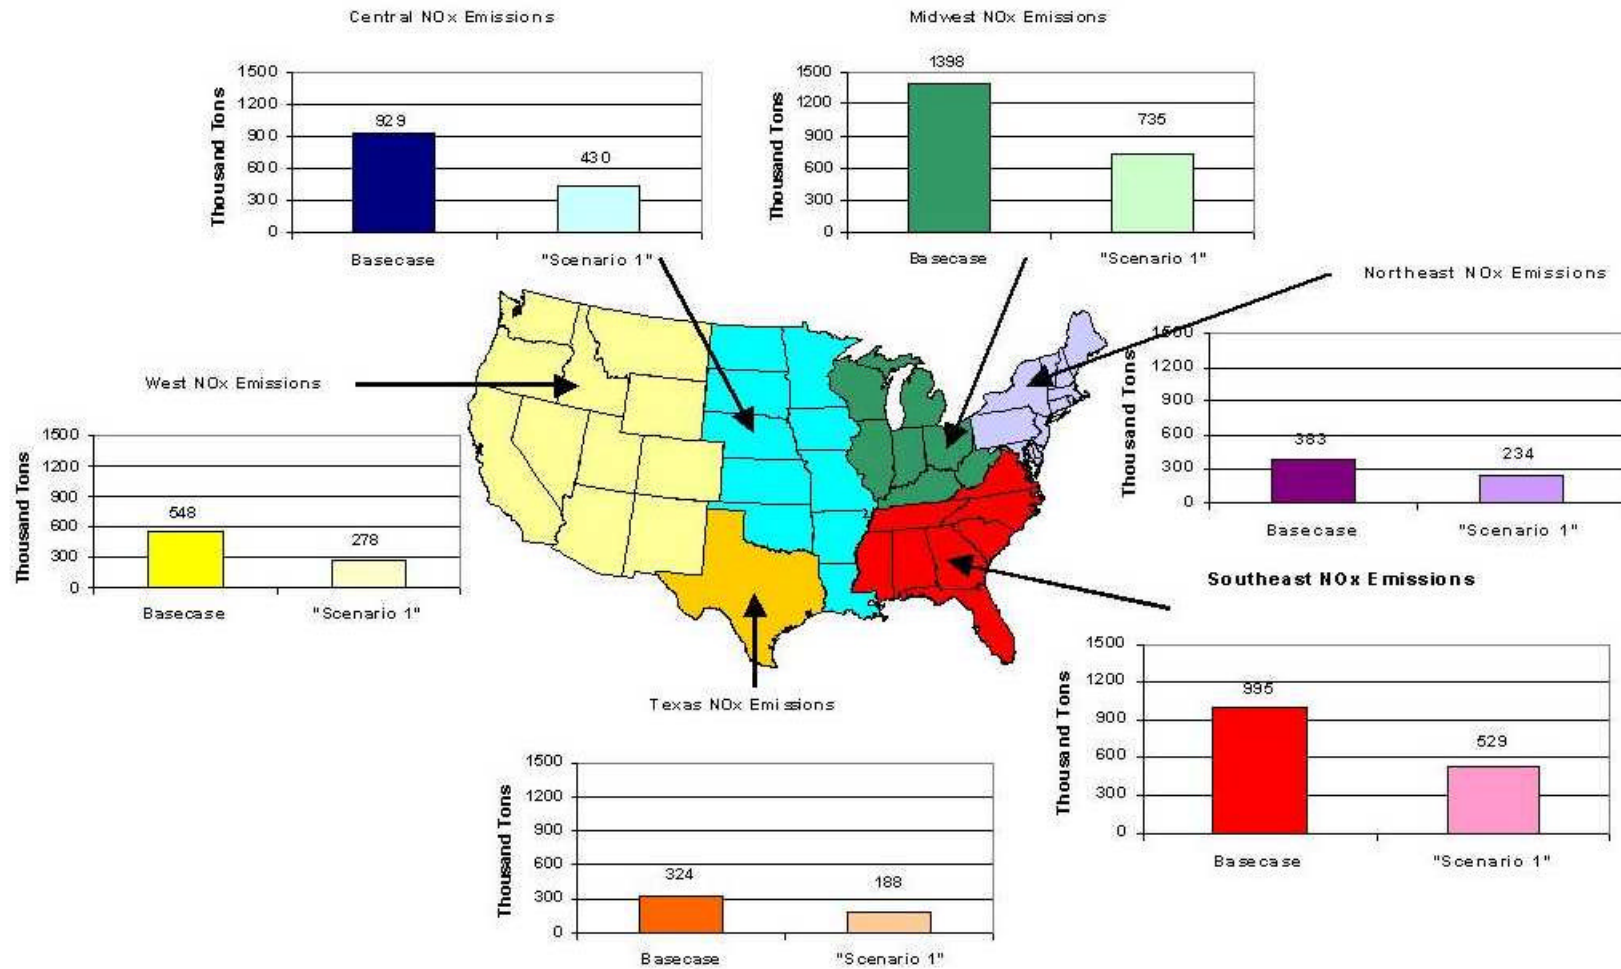 Central NOx Emissions
Thousand Tons
1500
1200
900
600
300
0
929
430
Basecase
"Scenario 1"
Midwest NOx Emissions
Thousand Tons
1500
1200
900
600
300
0
1398
735
Basecase
"Scenario 1"
Northeast NOx Emissions
Thousand Tons
1500
1200
900
600
300
0
383
234
Basecase
"Scenario 1"
West NOx Emissions
Thousand Tons
1500
1200
900
600
300
0
548
278
Basecase
"Scenario 1"
Southeast NOx Emissions
Thousand Tons
1500
1200
900
600
300
0
995
529
Basecase
"Scenario 1"
Texas NOx Emissions
Thousand Tons
1500
1200
900
600
300
0
324
188
Basecase
"Scenario 1"